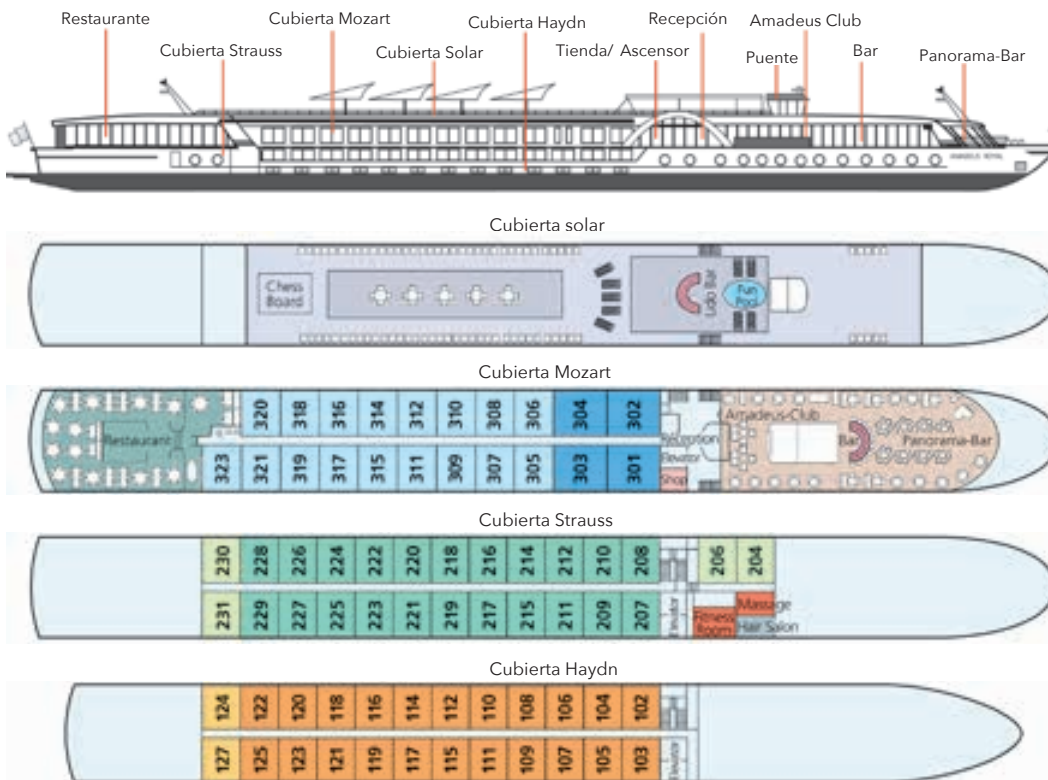 Restaurante
Cubierta Mozart
Cubierta Haydn
Recepción
Amadeus Club
Cubierta Strauss
Cubierta Solar
Tienda/ Ascensor
Puente
Bar
Panorama-Bar
AMADEUS ROYAL
Cubierta solar
Chess
Board
Lido Bar
Fun
Pool
Cubierta Mozart
320 318 316 314 312 310 308 306 304 302
Restaurant
Reception
Elevator
Shop
Amadeus-Club
Bar
Panorama-Bar
323 321 319 317 315 311 309 307 305 303 301
Cubierta Strauss
230 228 226 224 222 220 218 216 214 212 210 208 206 204
231 229 227 225 223 221 219 217 215 211 209 207
Elevator
Fitness
Room
Massage
Hair Salon
Cubierta Haydn
124 122 120 118 116 114 112 110 108 106 104 102
127 125 123 121 119 117 115 111 109 107 105 103
Elevator